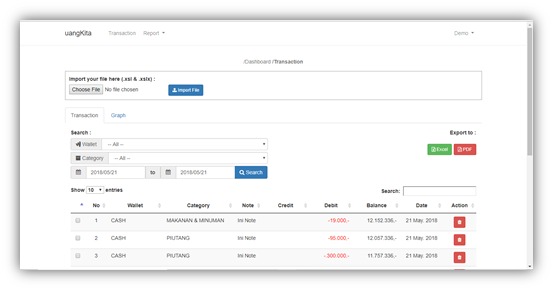 uangKita Transaction Report Demo
/Dashboard /Transaction
Import your file here (.xsl & .xslx) :
Choose File No file chosen Import File
Transaction Graph
Search : Export to :
Wallet -- All --
Excel PDF
Category -- All --
2018/05/21 to 2018/05/21 Search
Show 10 entries Search:
No Wallet Category Note Credit Debit Balance Date Action
1 CASH MAKANAN & MINUMAN Ini Note -19.000,- 12.152.336,- 21 May, 2018
2 CASH PIUTANG Ini Note -95.000,- 12.057.336,- 21 May, 2018
3 CASH PIUTANG Ini Note -300.000,- 11.757.336,- 21 May, 2018